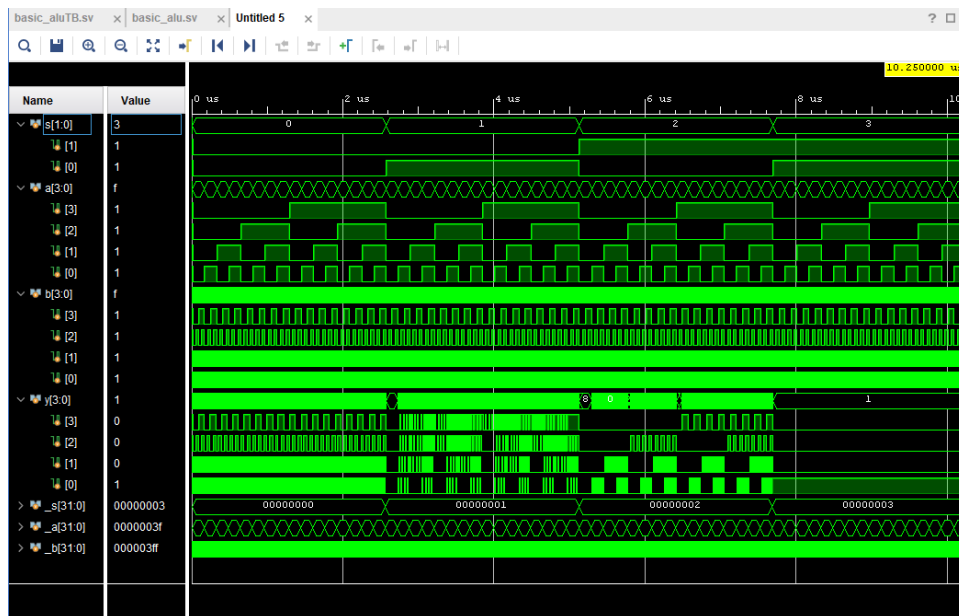 basic_aluTB.sv × basic_alu.sv × Untitled 5 × ?
10.250000 us
Name Value 0 us 2 us 4 us 6 us 8 us 10
s[1:0] 3 0 1 2 3
[1] 1
[0] 1
a[3:0] f
[3] 1
[2] 1
[1] 1
[0] 1
b[3:0] f
[3] 1
[2] 1
[1] 1
[0] 1
y[3:0] 1 8 0 1
[3] 0
[2] 0
[1] 0
[0] 1
_s[31:0] 00000003 00000000 00000001 00000002 00000003
_a[31:0] 0000003f
_b[31:0] 000003ff